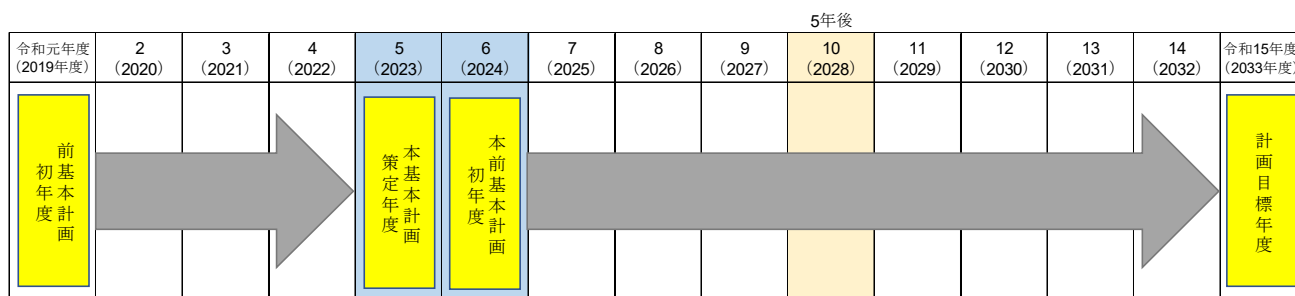 5年後
令和元年度 2 3 4 5 6 7 8 9 10 11 12 13 14 令和15年度
(2019年度) (2020) (2021) (2022) (2023) (2024) (2025) (2026) (2027) (2028) (2029) (2030) (2031) (2032) (2033年度)
前基本計画
初年度
本基本計画
策定年度
本前基本計画
初年度
計画目標年度